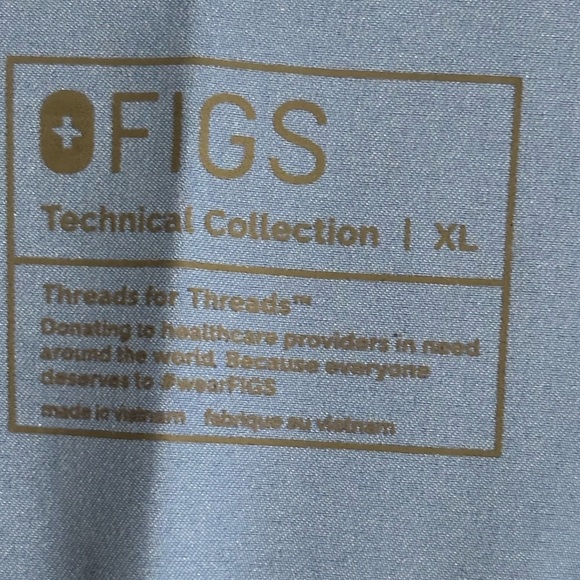 FIGS
Technical Collection | XL
Threads for Threads™
Donating to healthcare providers in need
around the world. Because everyone
deserves to #wearFIGS
made in vietnam fabrique au vietnam